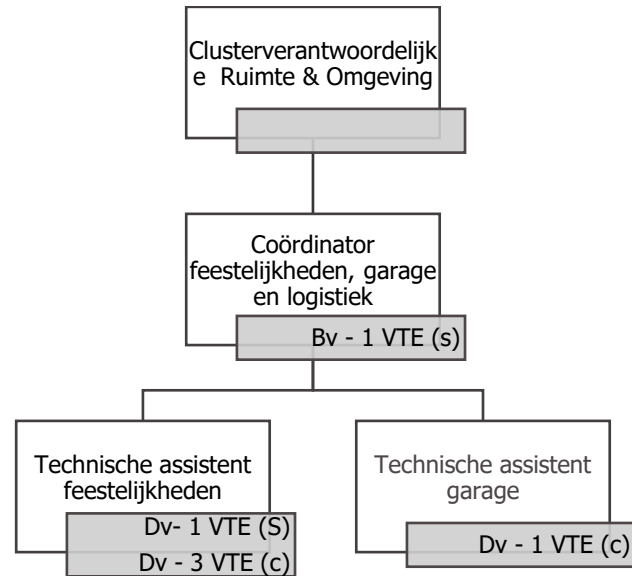 Clusterverantwoordelijk
e Ruimte & Omgeving
Coördinator
feestelijkheden, garage
en logistiek
Bv - 1 VTE (s)
Technische assistent
feestelijkheden
Dv- 1 VTE (S)
Dv - 3 VTE (c)
Technische assistent
garage
Dv - 1 VTE (c)